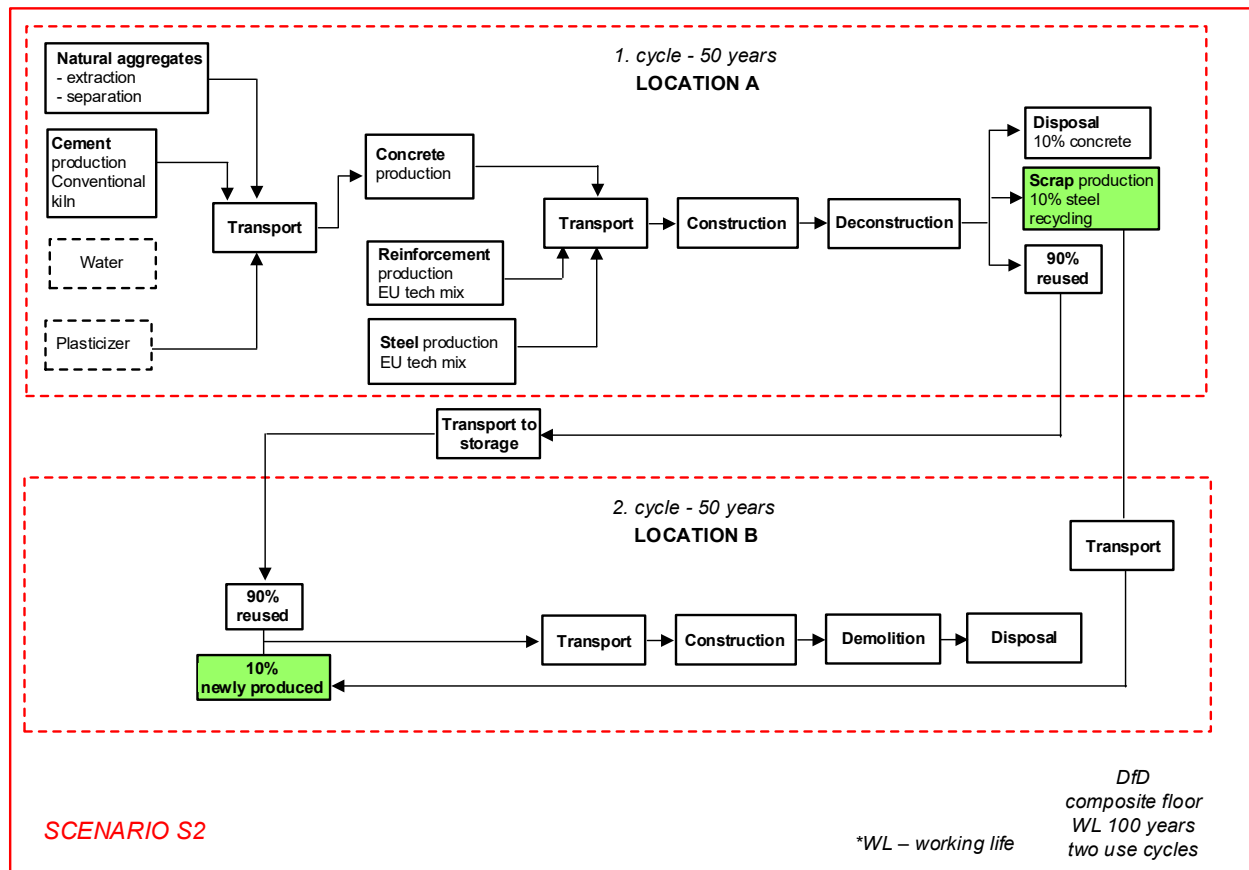 1. cycle - 50 years
LOCATION A
Natural aggregates
- extraction
- separation
Cement
production
Conventional
kiln
Water
Plasticizer
Transport
Concrete
production
Reinforcement
production
EU tech mix
Steel production
EU tech mix
Transport
Construction
Deconstruction
Disposal
10% concrete
Scrap production
10% steel
recycling
90%
reused
Transport to
storage
2. cycle - 50 years
LOCATION B
Transport
90%
reused
10%
newly produced
Transport
Construction
Demolition
Disposal
SCENARIO S2
*WL – working life
DfD
composite floor
WL 100 years
two use cycles